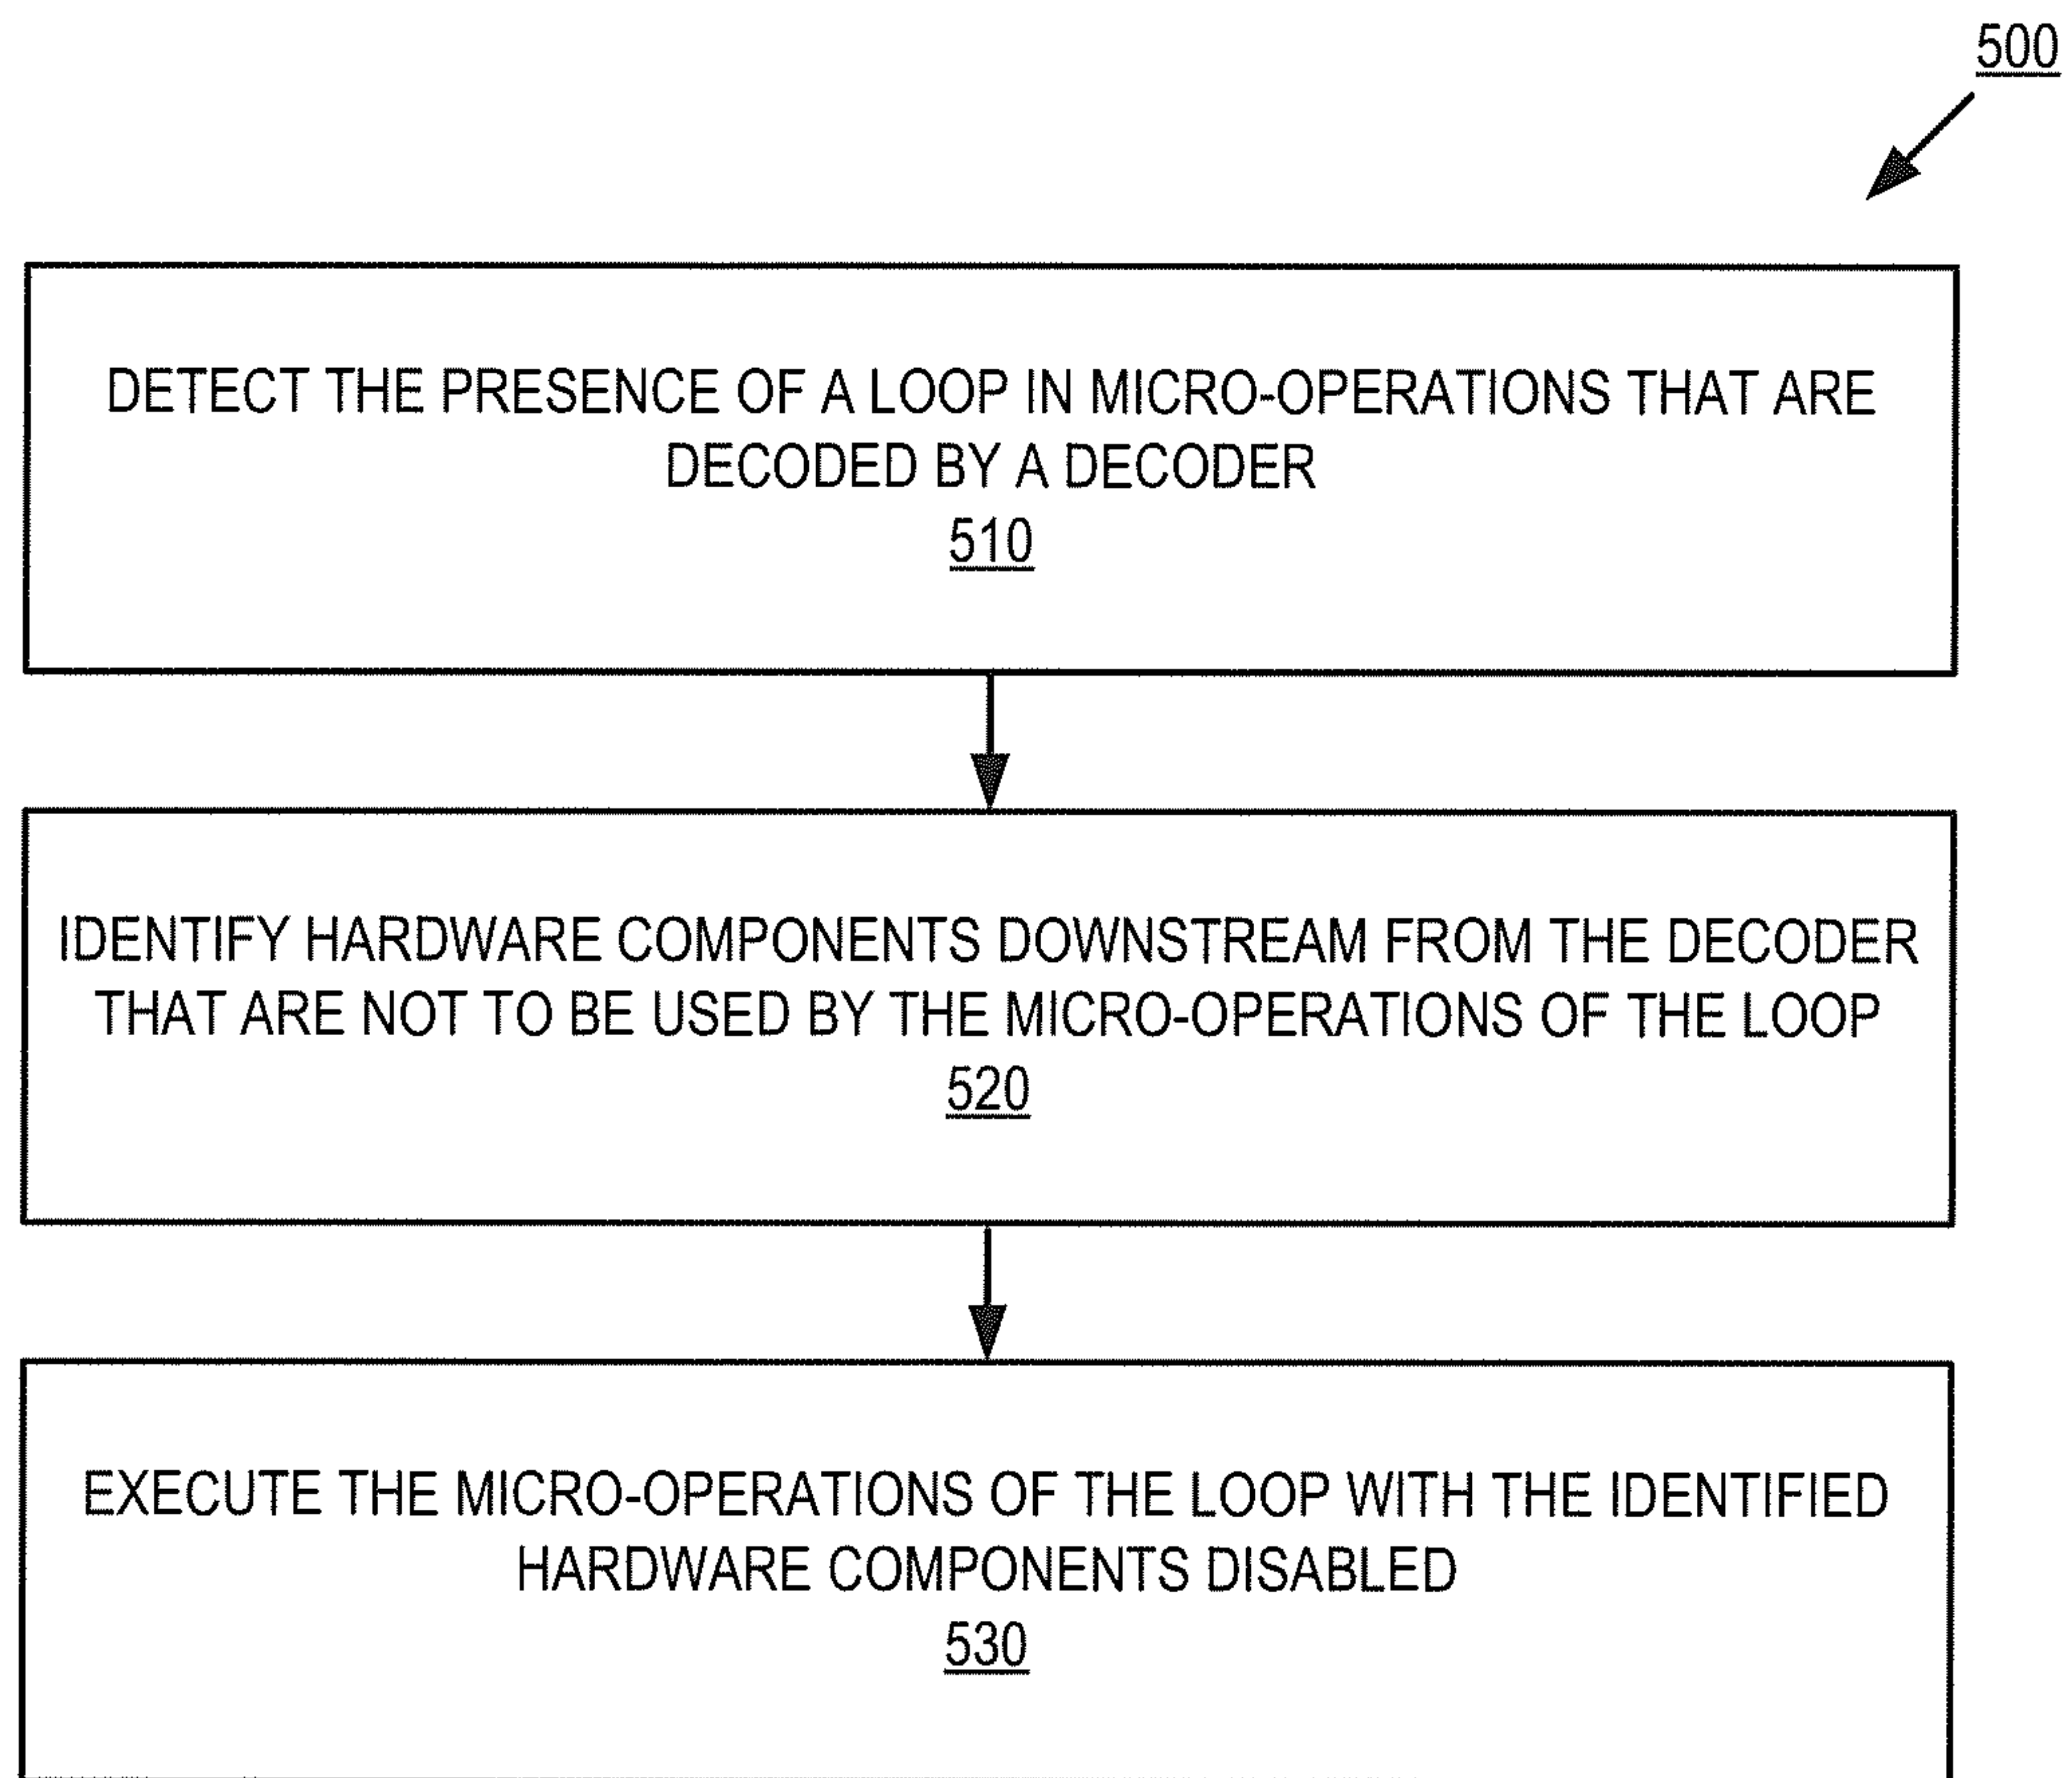 500
DETECT THE PRESENCE OF A LOOP IN MICRO-OPERATIONS THAT ARE
DECODED BY A DECODER
510
IDENTIFY HARDWARE COMPONENTS DOWNSTREAM FROM THE DECODER
THAT ARE NOT TO BE USED BY THE MICRO-OPERATIONS OF THE LOOP
520
EXECUTE THE MICRO-OPERATIONS OF THE LOOP WITH THE IDENTIFIED
HARDWARE COMPONENTS DISABLED
530